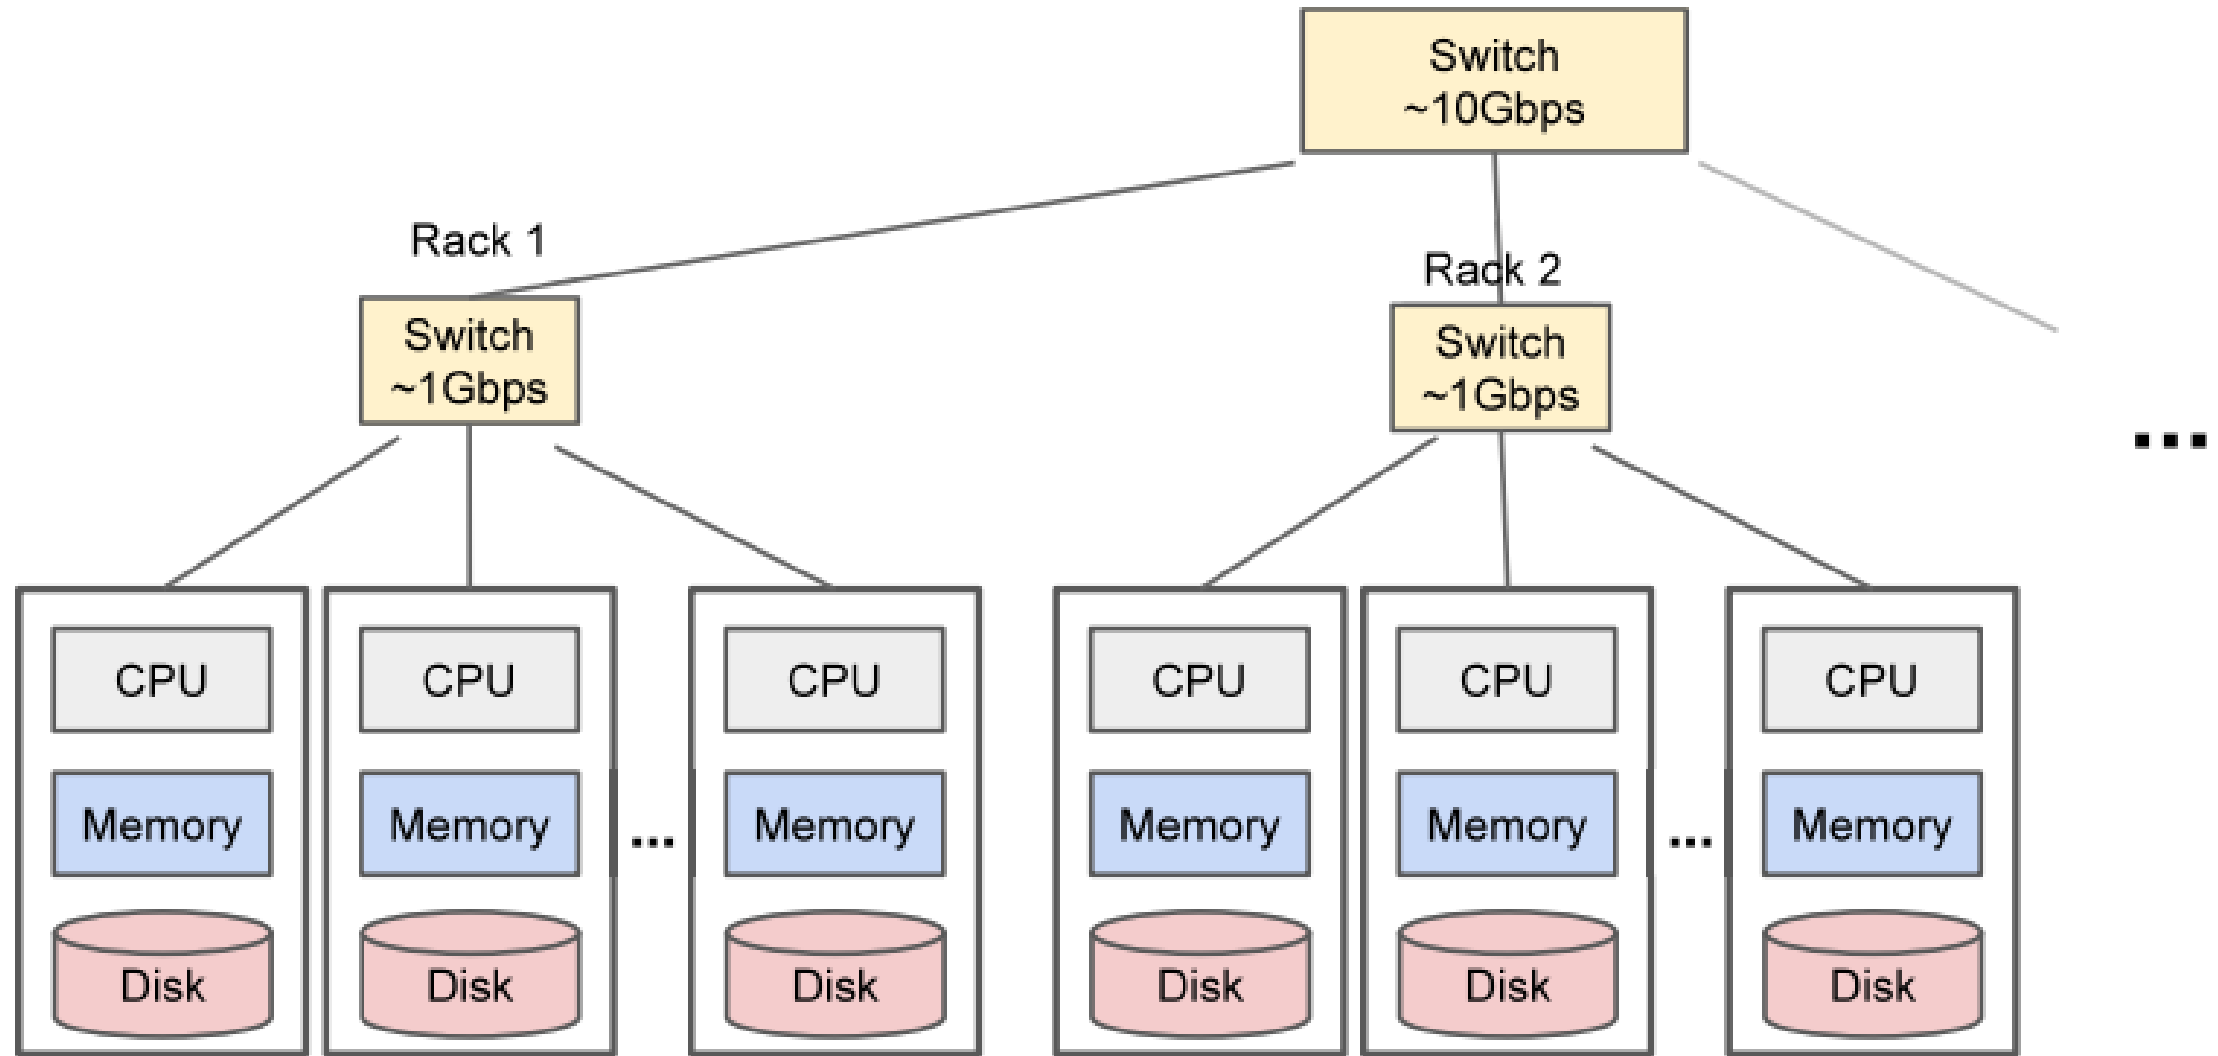 Switch
~10Gbps
Rack 1
Rack 2
Switch
~1Gbps
Switch
~1Gbps
CPU
CPU
CPU
CPU
CPU
CPU
Memory
Memory
...
Memory
Memory
Memory
...
Memory
...
Disk
Disk
Disk
Disk
Disk
Disk